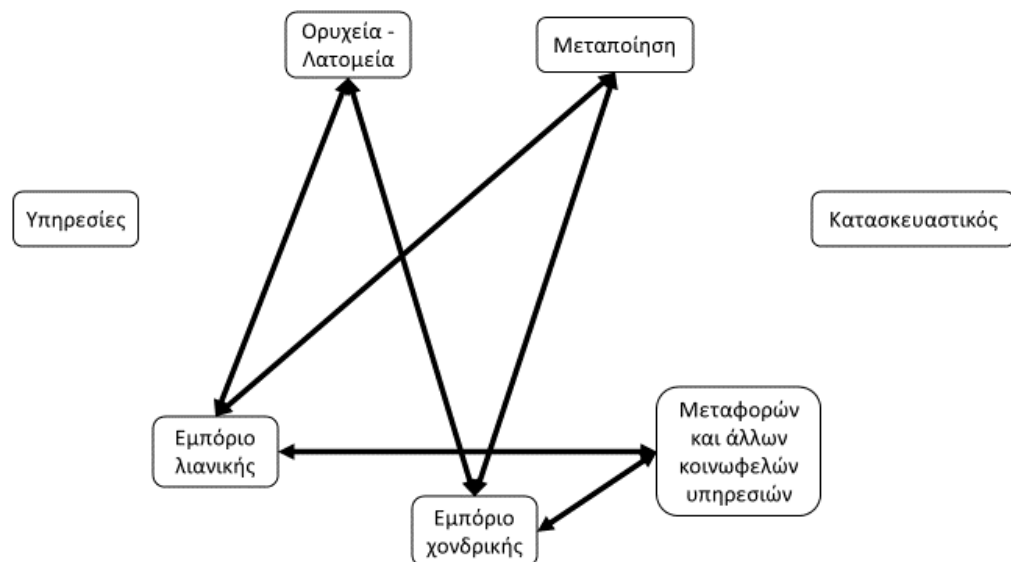 Ορυχεία -
Λατομεία
Μεταποίηση
Υπηρεσίες
Κατασκευαστικός
Εμπόριο
λιανικής
Μεταφορών
και άλλων
κοινωφελών
υπηρεσιών
Εμπόριο
χονδρικής